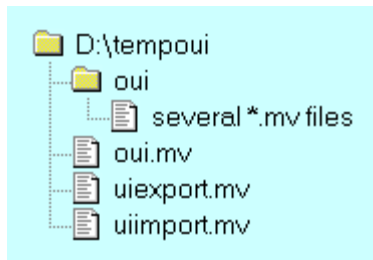 D:\tempoui
oui
several *.mv files
oui.mv
uiexport.mv
uiimport.mv